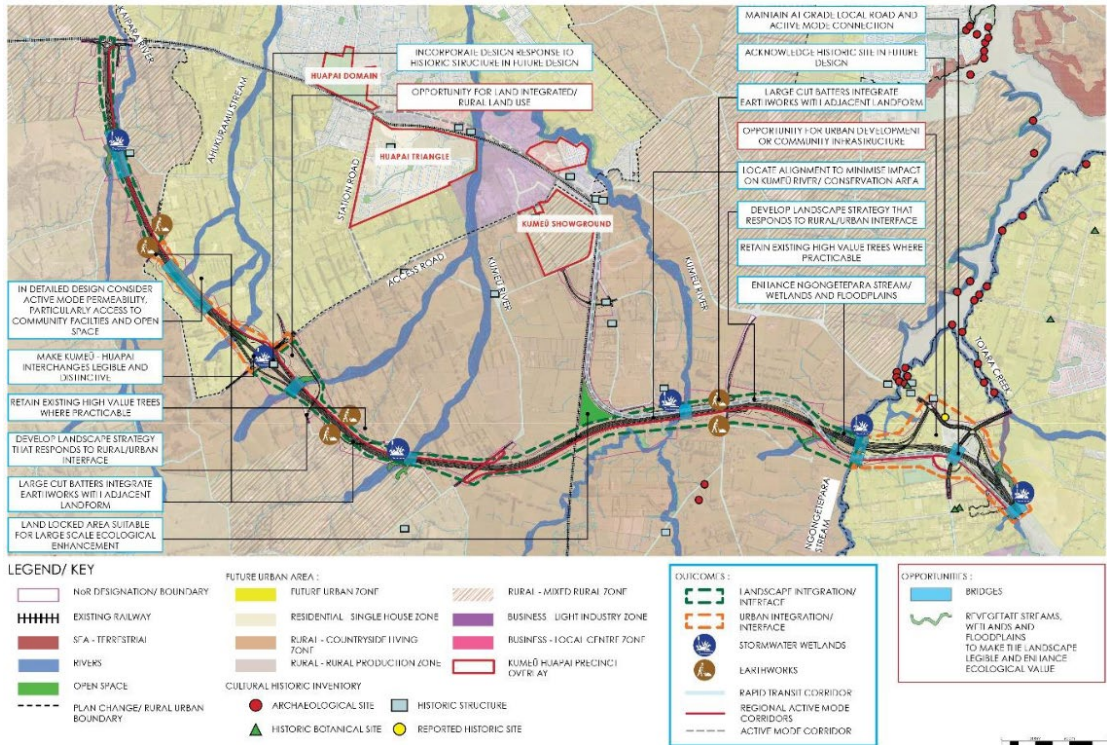 KAIPARA RIVER
AHUKURAMU STREAM
HUAPAI DOMAIN
INCORPORATE DESIGN RESPONSE TO
HISTORIC STRUCTURE IN FUTURE DESIGN
OPPORTUNITY FOR LAND INTEGRATED/
RURAL LAND USE
HUAPAI TRIANGLE
STATION ROAD
KUMEŪ SHOWGROUND
ACCESS ROAD
KUMEŪ RIVER
KUMEŪ RIVER
MAINTAIN AT GRADE LOCAL ROAD AND
ACTIVE MODE CONNECTION
ACKNOWLEDGE HISTORIC SITE IN FUTURE
DESIGN
LARGE CUT BATTERS INTEGRATE
EARTHWORKS WITH ADJACENT LANDFORM
OPPORTUNITY FOR URBAN DEVELOPMENT
OR COMMUNITY INFRASTRUCTURE
LOCATE ALIGNMENT TO MINIMISE IMPACT
ON KUMEŪ RIVER/ CONSERVATION AREA
DEVELOP LANDSCAPE STRATEGY THAT
RESPONDS TO RURAL/URBAN INTERFACE
RETAIN EXISTING HIGH VALUE TREES WHERE
PRACTICABLE
ENHANCE NGONGETEPARA STREAM/
WETLANDS AND FLOODPLAINS
TOTARA CREEK
NGONGETEPARA
STREAM
IN DETAILED DESIGN CONSIDER
ACTIVE MODE PERMEABILITY,
PARTICULARLY ACCESS TO
COMMUNITY FACILTIES AND OPEN
SPACE
MAKE KUMEŪ - HUAPAI
INTERCHANGES LEGIBLE AND
DISTINCTIVE
RETAIN EXISTING HIGH VALUE TREES
WHERE PRACTICABLE
DEVELOP LANDSCAPE STRATEGY
THAT RESPONDS TO RURAL/URBAN
INTERFACE
LARGE CUT BATTERS INTEGRATE
EARTHWORKS WITH ADJACENT
LANDFORM
LAND LOCKED AREA SUITABLE
FOR LARGE SCALE ECOLOGICAL
ENHANCEMENT
LEGEND/ KEY
NoR DESIGNATION/ BOUNDARY
EXISTING RAILWAY
SEA - TERRESTRIAL
RIVERS
OPEN SPACE
PLAN CHANGE/ RURAL URBAN
BOUNDARY
FUTURE URBAN AREA :
FUTURE URBAN ZONE
RESIDENTIAL - SINGLE HOUSE ZONE
RURAL - COUNTRYSIDE LIVING
ZONE
RURAL - RURAL PRODUCTION ZONE
RURAL - MIXED RURAL ZONE
BUSINESS - LIGHT INDUSTRY ZONE
BUSINESS - LOCAL CENTRE ZONE
KUMEŪ HUAPAI PRECINCT
OVERLAY
CULTURAL HISTORIC INVENTORY
ARCHAEOLOGICAL SITE
HISTORIC STRUCTURE
HISTORIC BOTANICAL SITE
REPORTED HISTORIC SITE
OUTCOMES :
LANDSCAPE INTEGRATION/
INTERFACE
URBAN INTEGRATION/
INTERFACE
STORMWATER WETLANDS
EARTHWORKS
RAPID TRANSIT CORRIDOR
REGIONAL ACTIVE MODE
CORRIDORS
ACTIVE MODE CORRIDOR
OPPORTUNITIES :
BRIDGES
REVEGETATE STREAMS,
WETLANDS AND
FLOODPLAINS
TO MAKE THE LANDSCAPE
LEGIBLE AND ENHANCE
ECOLOGICAL VALUE